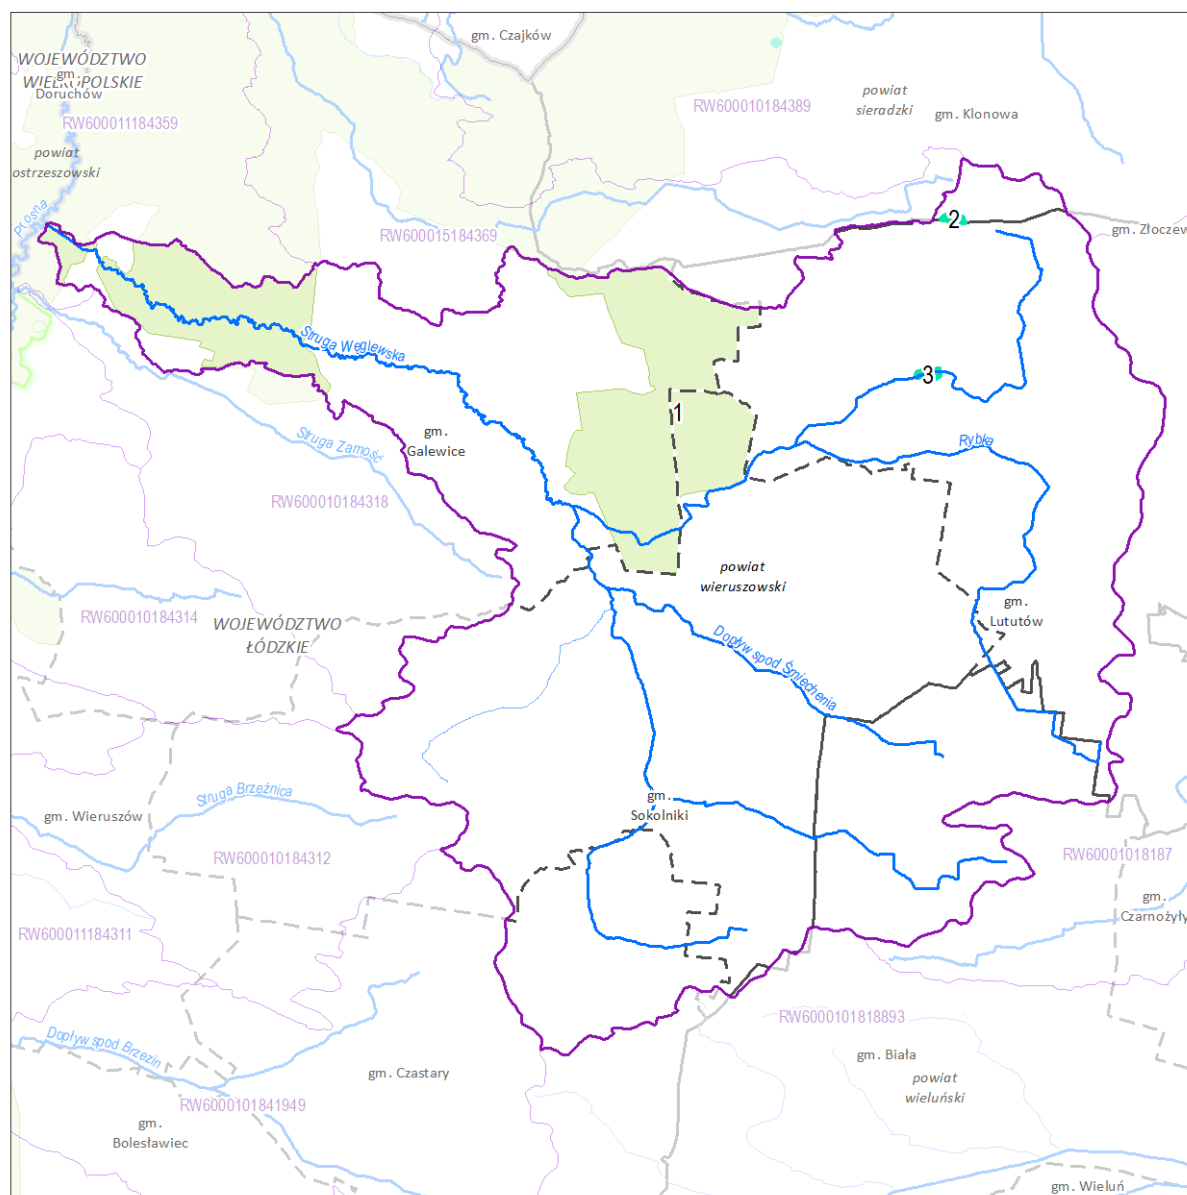 gm. Czajków
WOJEWÓDZTWO
WIELKOPOLSKIE
gm.
Doruchów
powiat
sieradzki
RW600010184389
gm. Klonowa
RW600011184359
powiat
ostrzeszowski
Prosna
2
RW600015184369
gm. Złoczew
Struga Węglewska
3
1
gm.
Galewice
Struga Zamość
Rybka
RW600010184318
powiat
wieruszowski
RW600010184314
WOJEWÓDZTWO
ŁÓDZKIE
gm.
Lututów
Dopływ spod Śmiechenia
Struga Brzeźnica
gm.
Sokolniki
gm. Wieruszów
RW600010184312
RW60001018187
gm.
Czarnożyły
RW600011184311
RW6000101818893
Dopływ spod Brzezin
gm. Biała
gm. Czastary
powiat
wieluński
RW6000101841949
gm.
Bolesławiec
gm. Wieluń